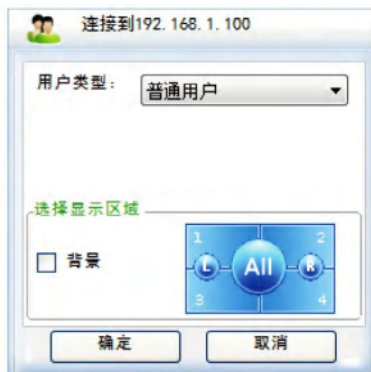 连接到192.168.1.100
用户类型：
普通用户
选择显示区域
背景
1
2
L
All
R
3
4
确定
取消